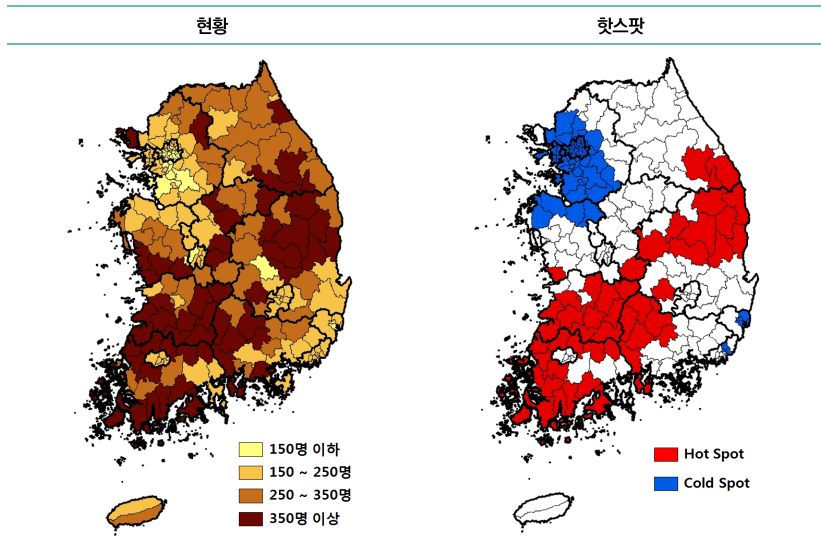 현황
핫스팟
150명 이하
150 ~ 250명
250 ~ 350명
350명 이상
Hot Spot
Cold Spot